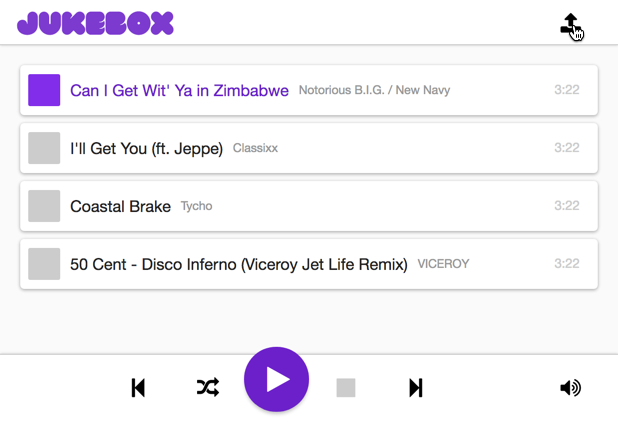 JUKEBOX
Can I Get Wit' Ya in Zimbabwe Notorious B.I.G. / New Navy 3:22
I'll Get You (ft. Jeppe) Classixx 3:22
Coastal Brake Tycho 3:22
50 Cent - Disco Inferno (Viceroy Jet Life Remix) VICEROY 3:22